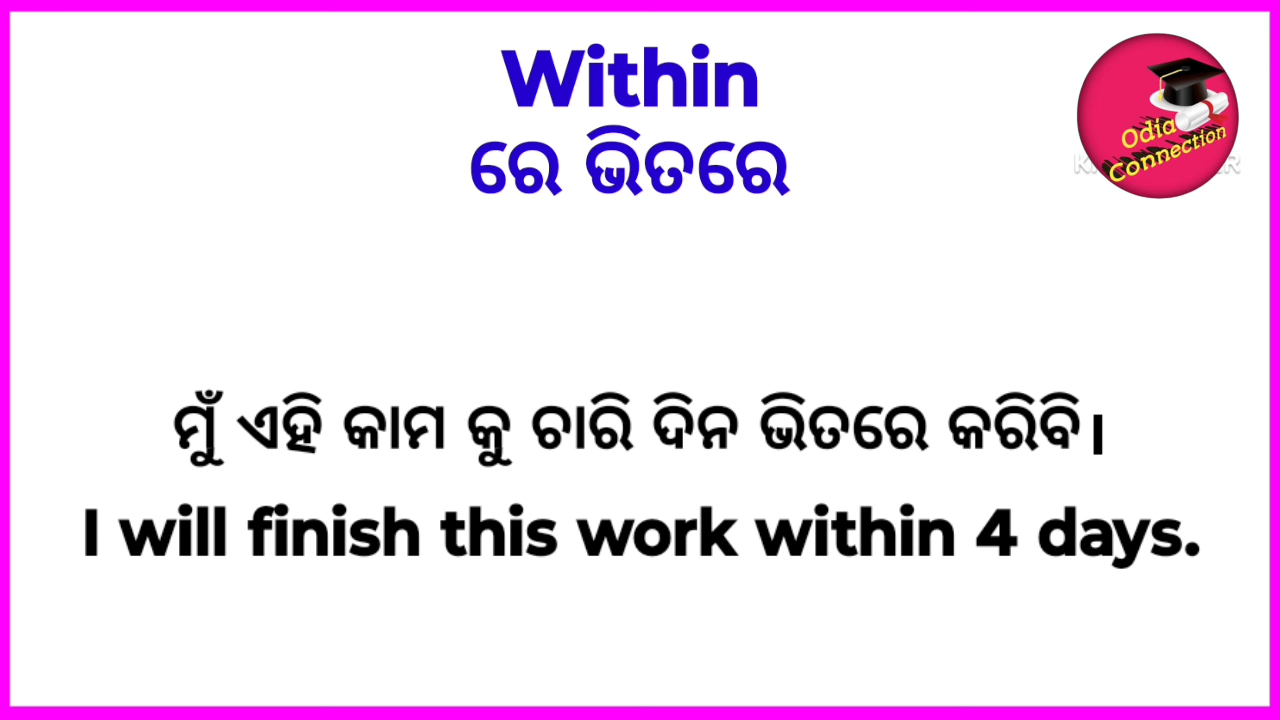 Within
ରେ ଭିତରେ
Odia
Connection
ମୁଁ ଏହି କାମ କୁ ଚାରି ଦିନ ଭିତରେ କରିବି।
I will finish this work within 4 days.